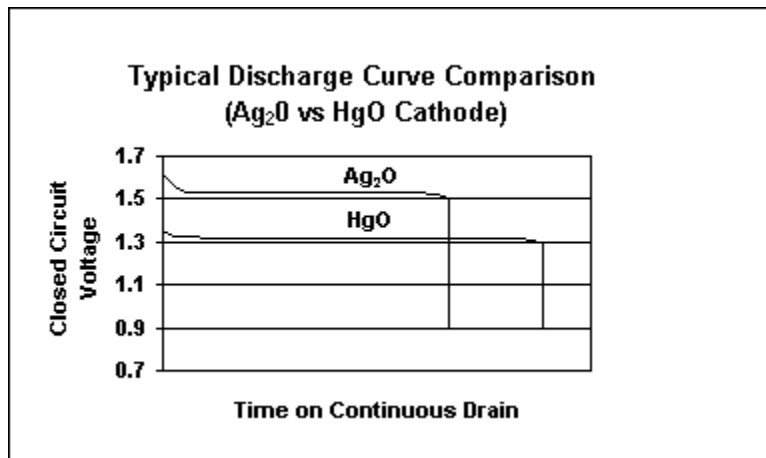 Typical Discharge Curve Comparison
(Ag₂0 vs HgO Cathode)
1.7
Ag₂O
1.5
HgO
1.3
1.1
0.9
0.7
Closed Circuit
Voltage
Time on Continuous Drain